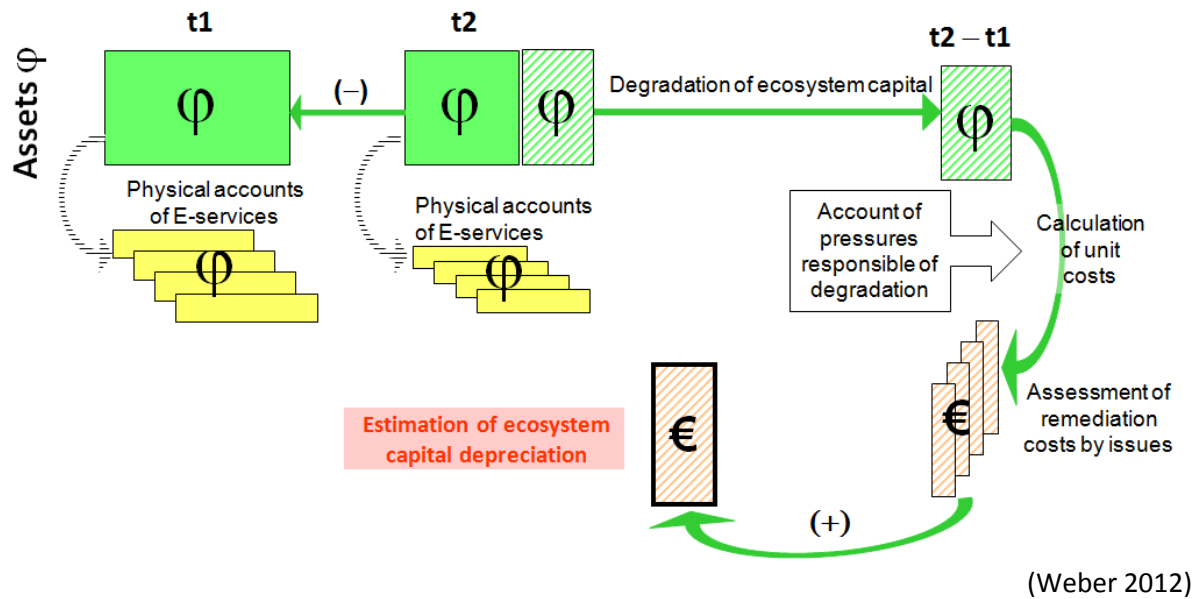 t1
t2
t2 – t1
Assets φ
φ
(–)
φ
φ
Degradation of ecosystem capital
φ
Physical accounts
of E-services
φ
Physical accounts
of E-services
φ
Account of
pressures
responsible of
degradation
Calculation
of unit
costs
Estimation of ecosystem
capital depreciation
€
€
Assessment of
remediation
costs by issues
(+)
(Weber 2012)